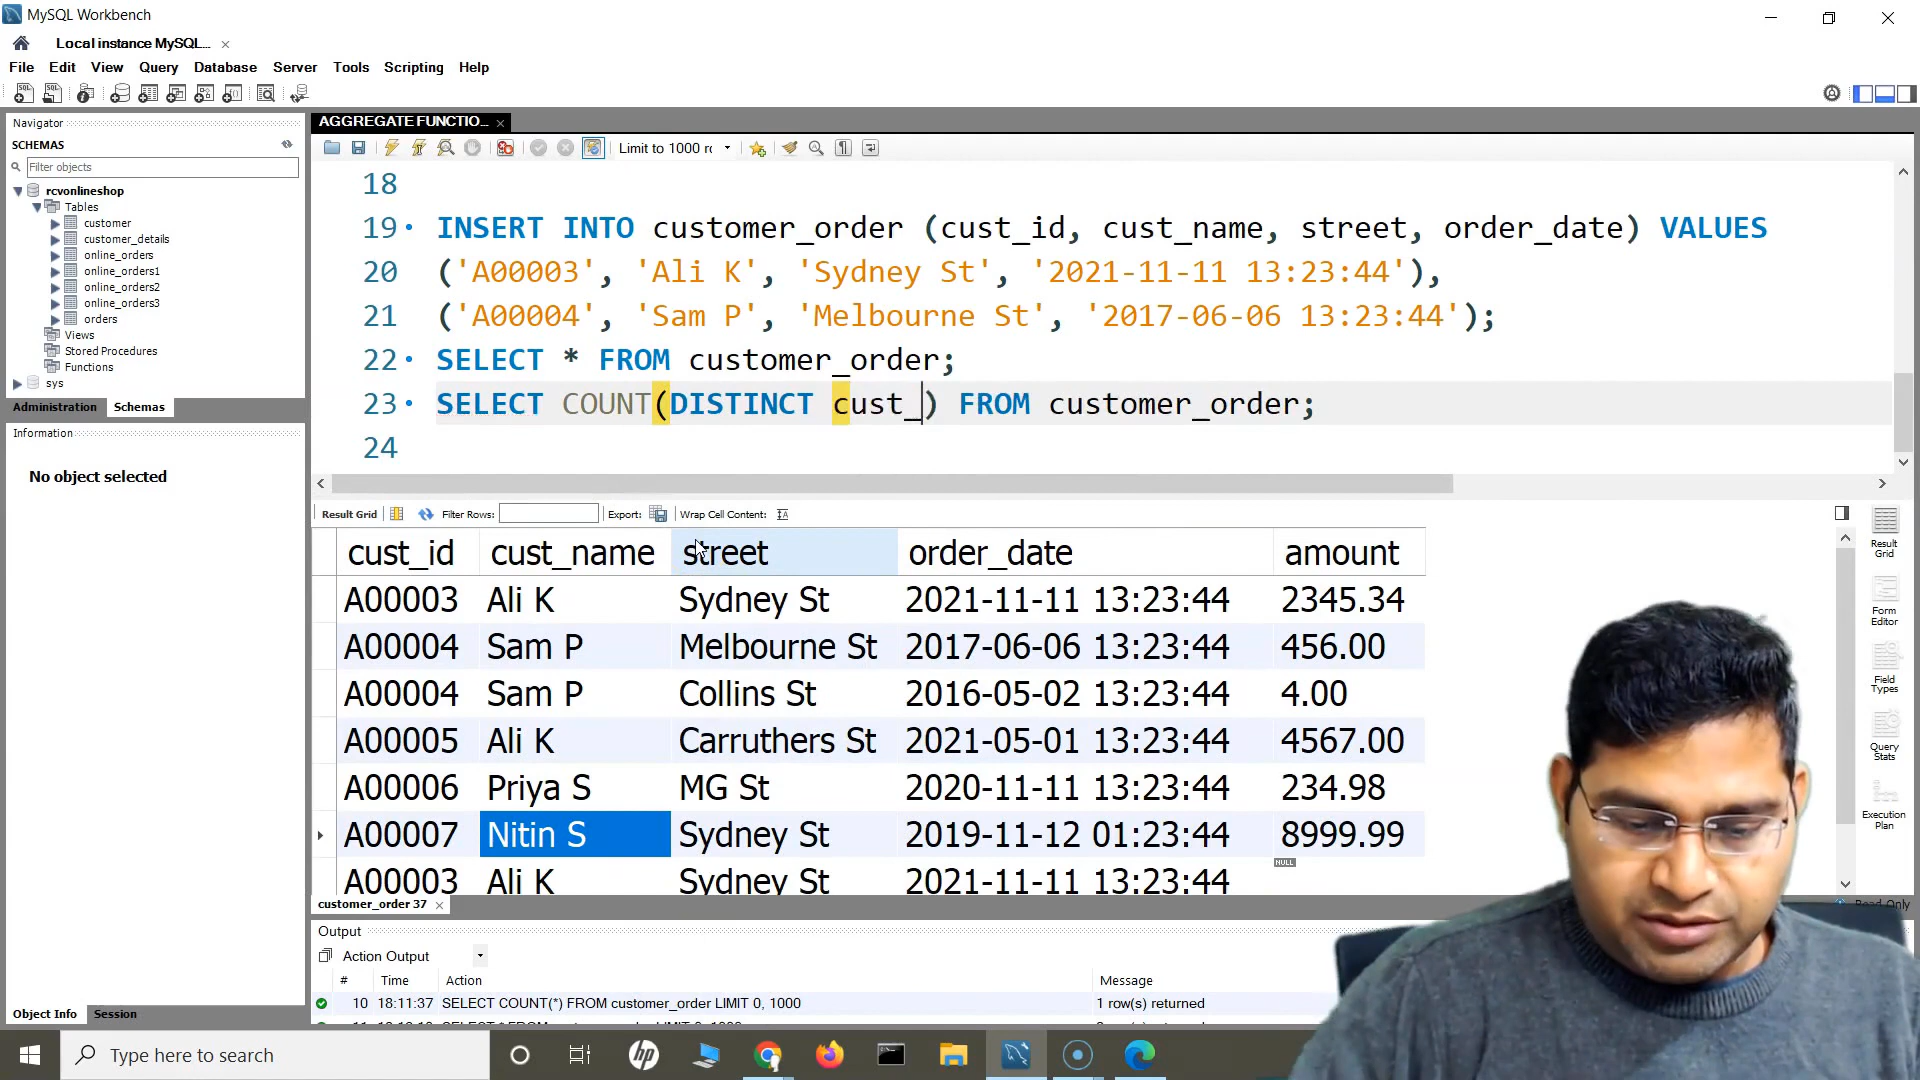 MySQL Workbench
Local instance MySQL...
File Edit View Query Database Server Tools Scripting Help
Navigator
SCHEMAS
Filter objects
rcvonlineshop
Tables
customer
customer_details
online_orders
online_orders1
online_orders2
online_orders3
orders
Views
Stored Procedures
Functions
sys
Administration Schemas
Information
No object selected
Object Info Session
AGGREGATE FUNCTIO...
Limit to 1000 rc
18
19 INSERT INTO customer_order (cust_id, cust_name, street, order_date) VALUES
20 ('A00003', 'Ali K', 'Sydney St', '2021-11-11 13:23:44'),
21 ('A00004', 'Sam P', 'Melbourne St', '2017-06-06 13:23:44');
22 SELECT * FROM customer_order;
23 SELECT COUNT(DISTINCT cust_) FROM customer_order;
24
Result Grid Filter Rows: Export: Wrap Cell Content:
cust_id cust_name street order_date amount
A00003 Ali K Sydney St 2021-11-11 13:23:44 2345.34
A00004 Sam P Melbourne St 2017-06-06 13:23:44 456.00
A00004 Sam P Collins St 2016-05-02 13:23:44 4.00
A00005 Ali K Carruthers St 2021-05-01 13:23:44 4567.00
A00006 Priya S MG St 2020-11-11 13:23:44 234.98
A00007 Nitin S Sydney St 2019-11-12 01:23:44 8999.99
A00003 Ali K Sydney St 2021-11-11 13:23:44 NULL
Result Grid
Form Editor
Field Types
Query Stats
Execution Plan
customer_order 37
Read Only
Output
Action Output
# Time Action Message
10 18:11:37 SELECT COUNT(*) FROM customer_order LIMIT 0, 1000 1 row(s) returned
Type here to search
hp